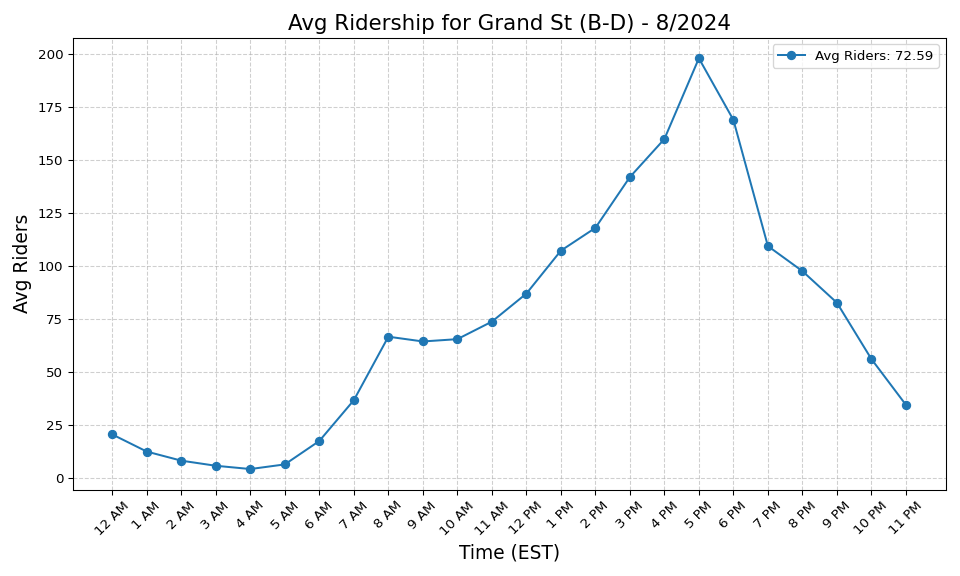 Avg Ridership for Grand St (B-D) - 8/2024
Avg Riders: 72.59
Avg Riders
200
175
150
125
100
75
50
25
0
12 AM
1 AM
2 AM
3 AM
4 AM
5 AM
6 AM
7 AM
8 AM
9 AM
10 AM
11 AM
12 PM
1 PM
2 PM
3 PM
4 PM
5 PM
6 PM
7 PM
8 PM
9 PM
10 PM
11 PM
Time (EST)